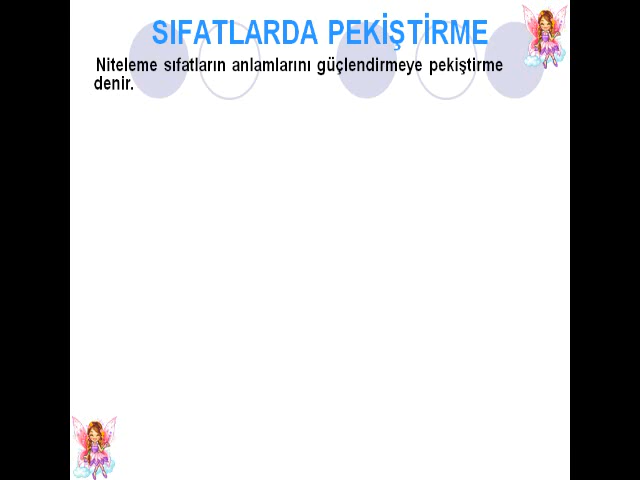 SIFATLARDA PEKİŞTİRME
Niteleme sıfatların anlamlarını güçlendirmeye pekiştirme
denir.